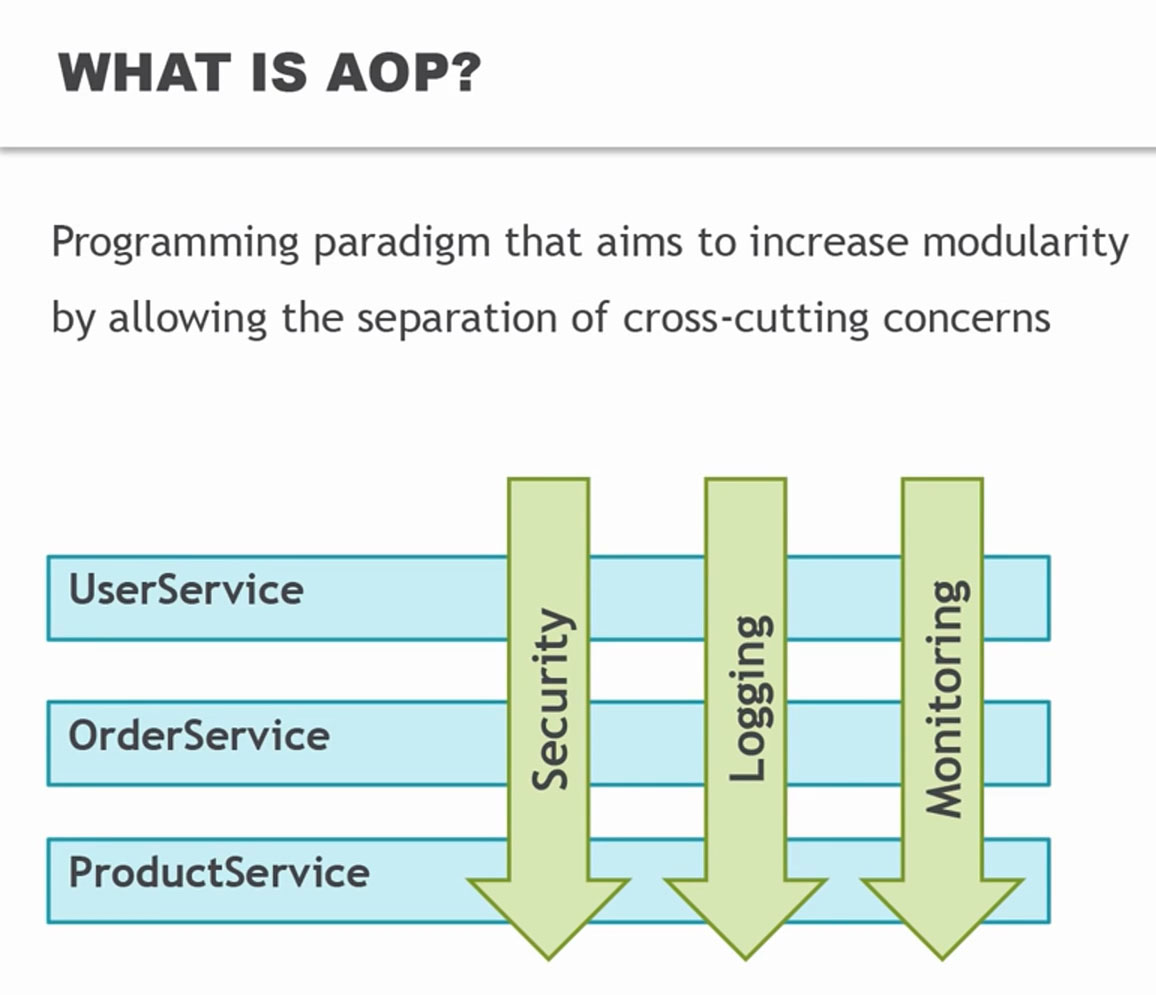 WHAT IS AOP?
Programming paradigm that aims to increase modularity
by allowing the separation of cross-cutting concerns
UserService
OrderService
ProductService
Security
Logging
Monitoring